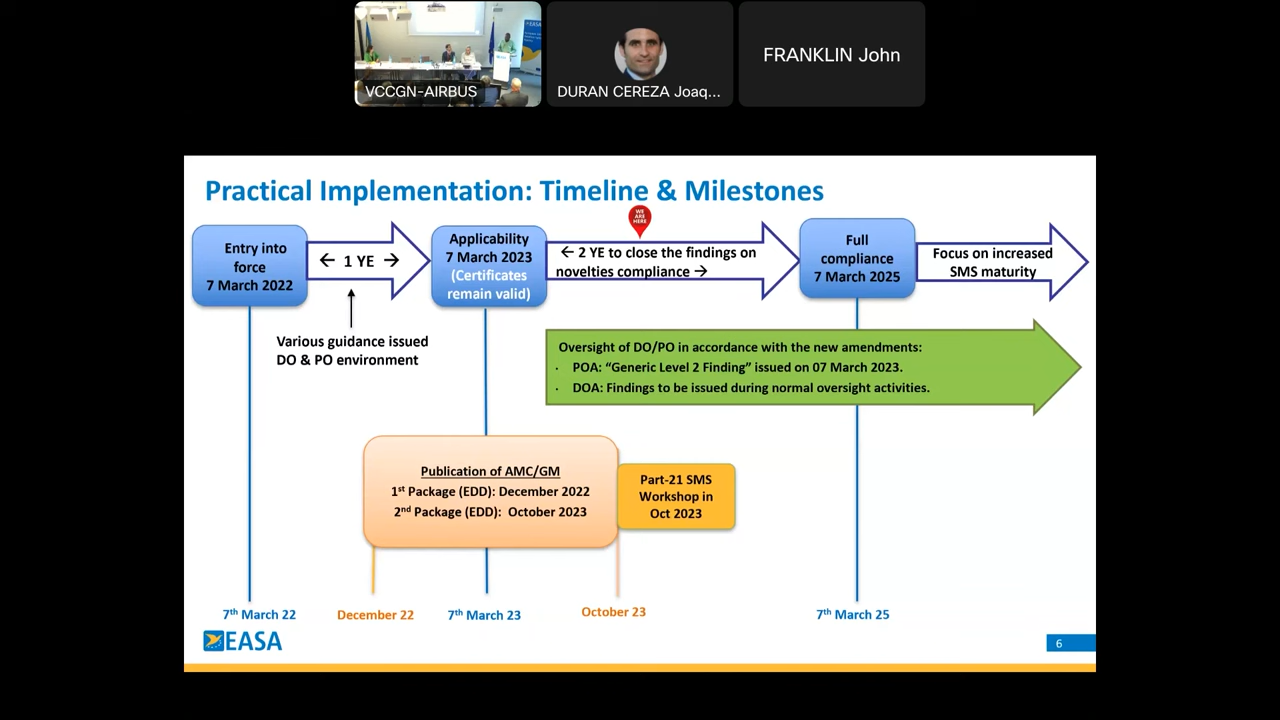 VCCGN-AIRBUS
DURAN CEREZA Joaq...
FRANKLIN John
Practical Implementation: Timeline & Milestones
WE
ARE
HERE
Entry into
force
7 March 2022
← 1 YE →
Applicability
7 March 2023
(Certificates
remain valid)
← 2 YE to close the findings on
novelties compliance →
Full
compliance
7 March 2025
Focus on increased
SMS maturity
Various guidance issued
DO & PO environment
Oversight of DO/PO in accordance with the new amendments:
· POA: “Generic Level 2 Finding” issued on 07 March 2023.
· DOA: Findings to be issued during normal oversight activities.
Publication of AMC/GM
1st Package (EDD): December 2022
2nd Package (EDD): October 2023
Part-21 SMS
Workshop in
Oct 2023
7th March 22
December 22
7th March 23
October 23
7th March 25
EASA
6